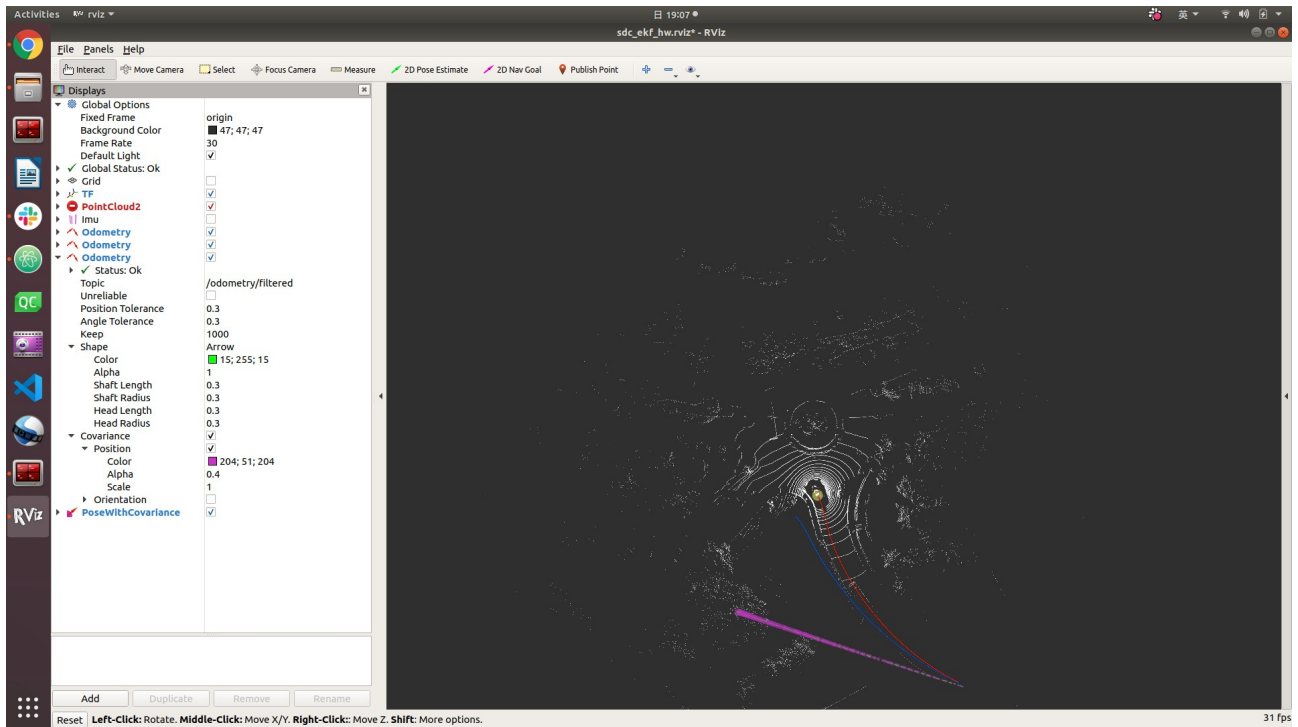 Activities RViz rviz
日 19:07
英
sdc_ekf_hw.rviz* - RViz
File Panels Help
Interact Move Camera Select Focus Camera Measure 2D Pose Estimate 2D Nav Goal Publish Point
Displays
Global Options
Fixed Frame origin
Background Color 47; 47; 47
Frame Rate 30
Default Light
Global Status: Ok
Grid
TF
PointCloud2
Imu
Odometry
Odometry
Odometry
Status: Ok
Topic /odometry/filtered
Unreliable
Position Tolerance 0.3
Angle Tolerance 0.3
Keep 1000
Shape Arrow
Color 15; 255; 15
Alpha 1
Shaft Length 0.3
Shaft Radius 0.3
Head Length 0.3
Head Radius 0.3
Covariance
Position
Color 204; 51; 204
Alpha 0.4
Scale 1
Orientation
PoseWithCovariance
QC
RViz
Add Duplicate Remove Rename
Reset Left-Click: Rotate. Middle-Click: Move X/Y. Right-Click:: Move Z. Shift: More options. 31 fps